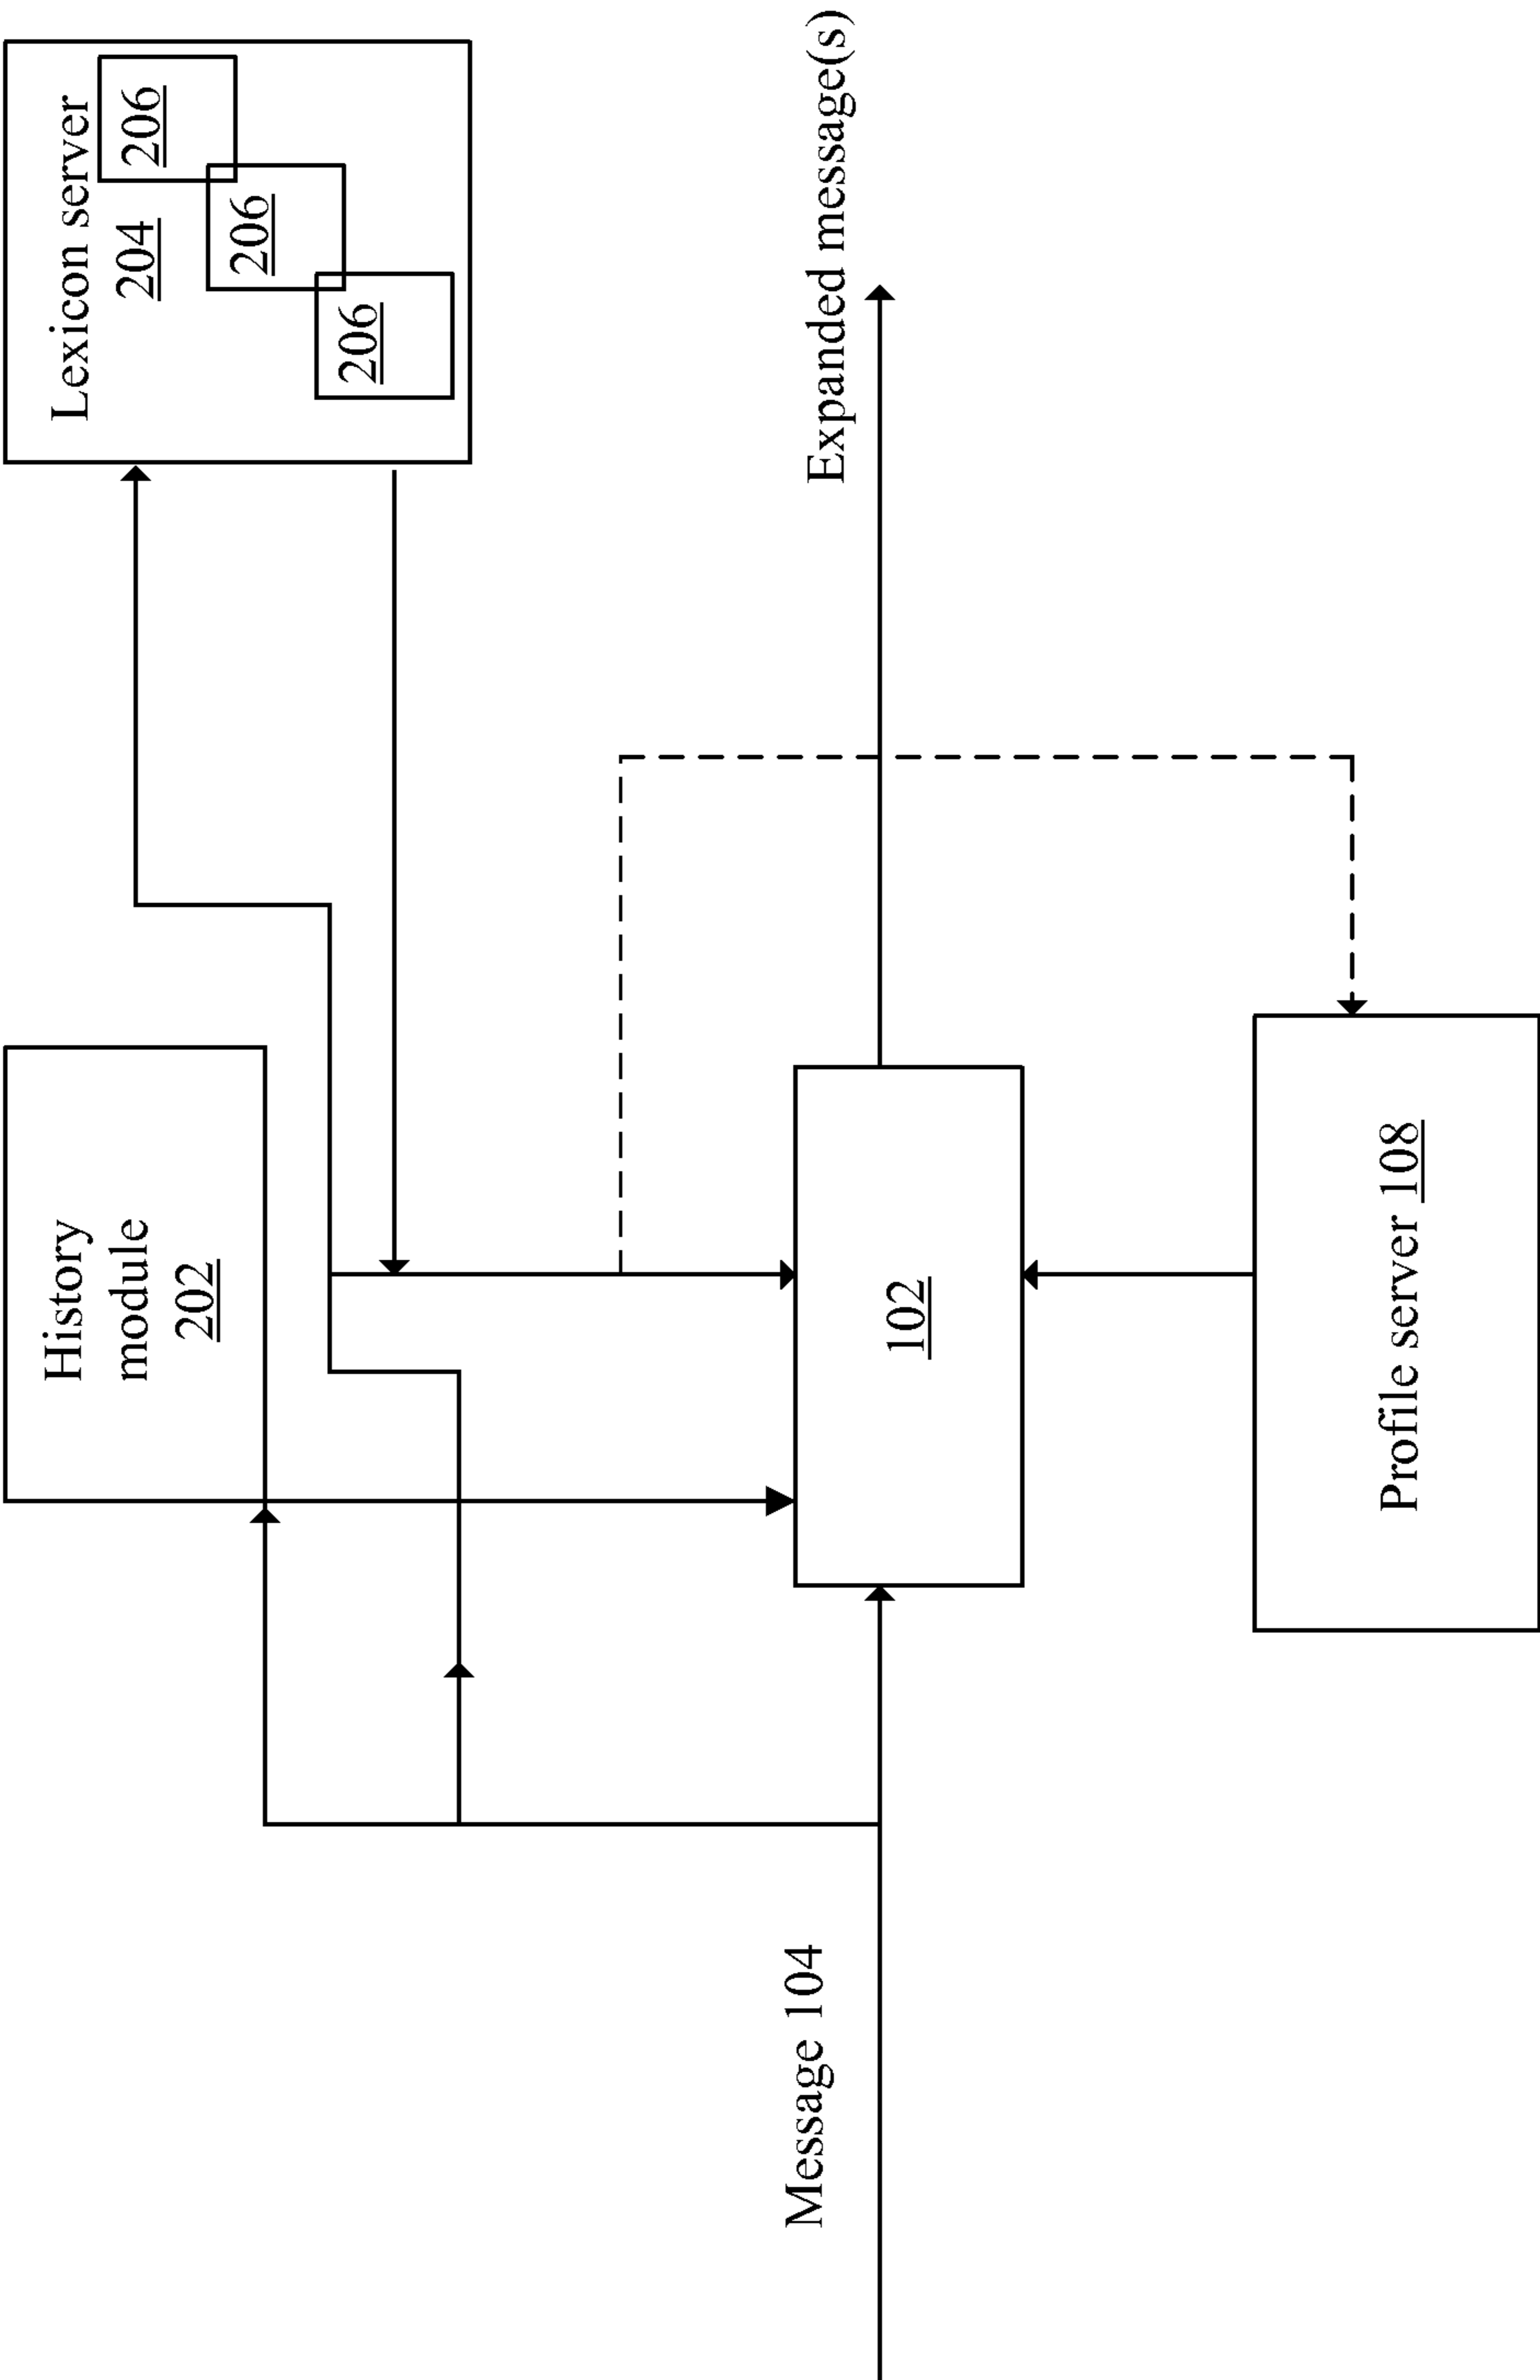 History
module
202
Lexicon server
204
206
206
206
Message 104
102
Expanded message(s)
Profile server 108